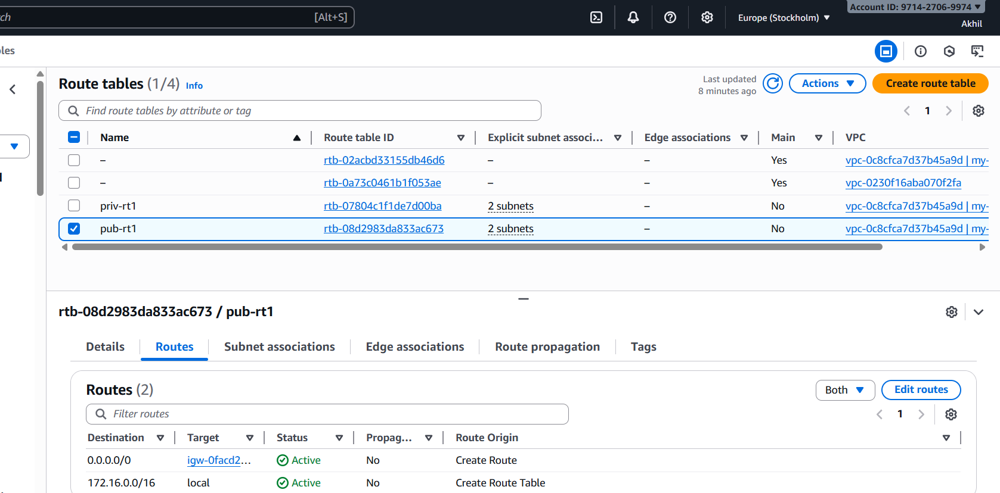 ch [Alt+S] Europe (Stockholm) Account ID: 9714-2706-9974
Akhil
les
Route tables (1/4) Info Last updated 8 minutes ago Actions Create route table
Find route tables by attribute or tag 1
Name Route table ID Explicit subnet associ... Edge associations Main VPC
– rtb-02acbd33155db46d6 – – Yes vpc-0c8cfca7d37b45a9d | my-
– rtb-0a73c0461b1f053ae – – Yes vpc-0230f16aba070f2fa
priv-rt1 rtb-07804c1f1de7d00ba 2 subnets – No vpc-0c8cfca7d37b45a9d | my-
pub-rt1 rtb-08d2983da833ac673 2 subnets – No vpc-0c8cfca7d37b45a9d | my-
rtb-08d2983da833ac673 / pub-rt1
Details Routes Subnet associations Edge associations Route propagation Tags
Routes (2) Both Edit routes
Filter routes 1
Destination Target Status Propag... Route Origin
0.0.0.0/0 igw-0facd2... Active No Create Route
172.16.0.0/16 local Active No Create Route Table